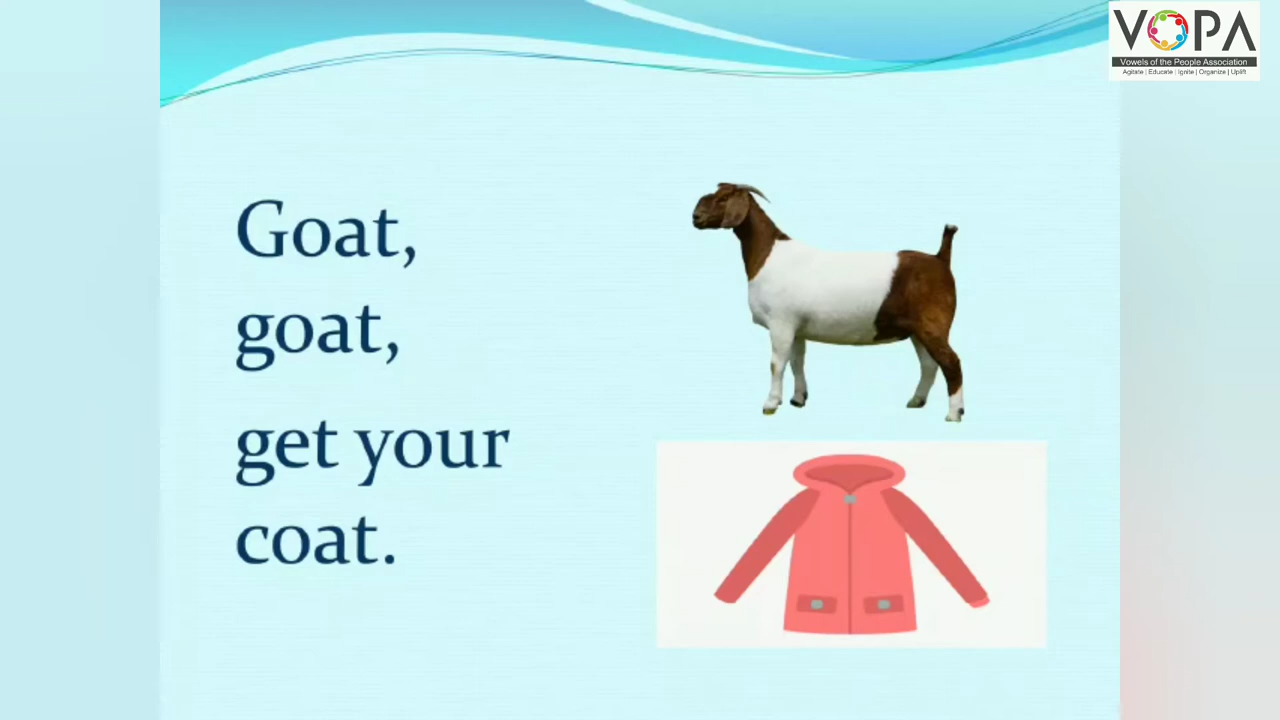 Goat,
goat,
get your
coat.
VOPA
Vowels of the People Association
Agitate | Educate | Ignite | Organize | Uplift